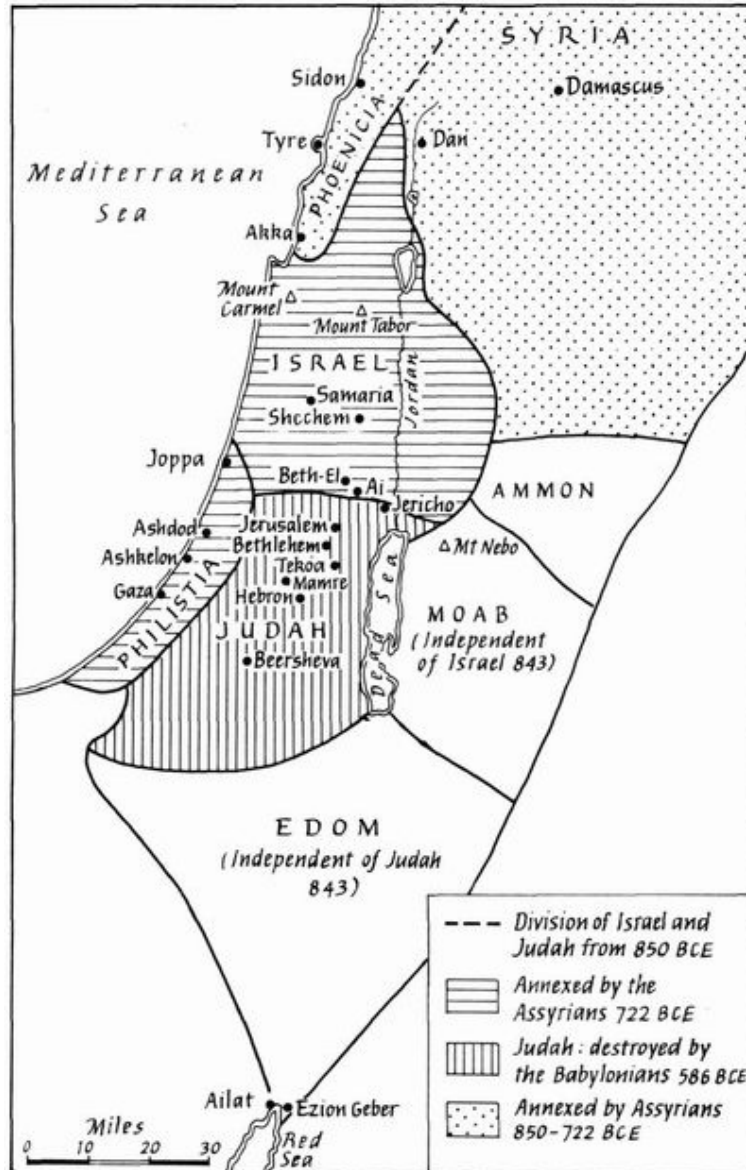 SYRIA
Sidon
Damascus
PHOENICIA
Tyre
Dan
Mediterranean
Sea
Akka
Mount
Carmel
Mount Tabor
ISRAEL
Jordan
Samaria
Shcchem
Joppa
Beth-El
Ai
Jericho
AMMON
Ashdod
Jerusalem
Bethlehem
Mt Nebo
Ashkelon
Tekoa
Mamre
Gaza
Hebron
PHILISTIA
JUDAH
Dead Sea
MOAB
(Independent
of Israel 843)
Beersheva
EDOM
(Independent of Judah
843)
Division of Israel and
Judah from 850 BCE
Annexed by the
Assyrians 722 BCE
Judah: destroyed by
the Babylonians 586 BCE
Annexed by Assyrians
850-722 BCE
Ailat
Ezion Geber
Red
Sea
Miles
0 10 20 30